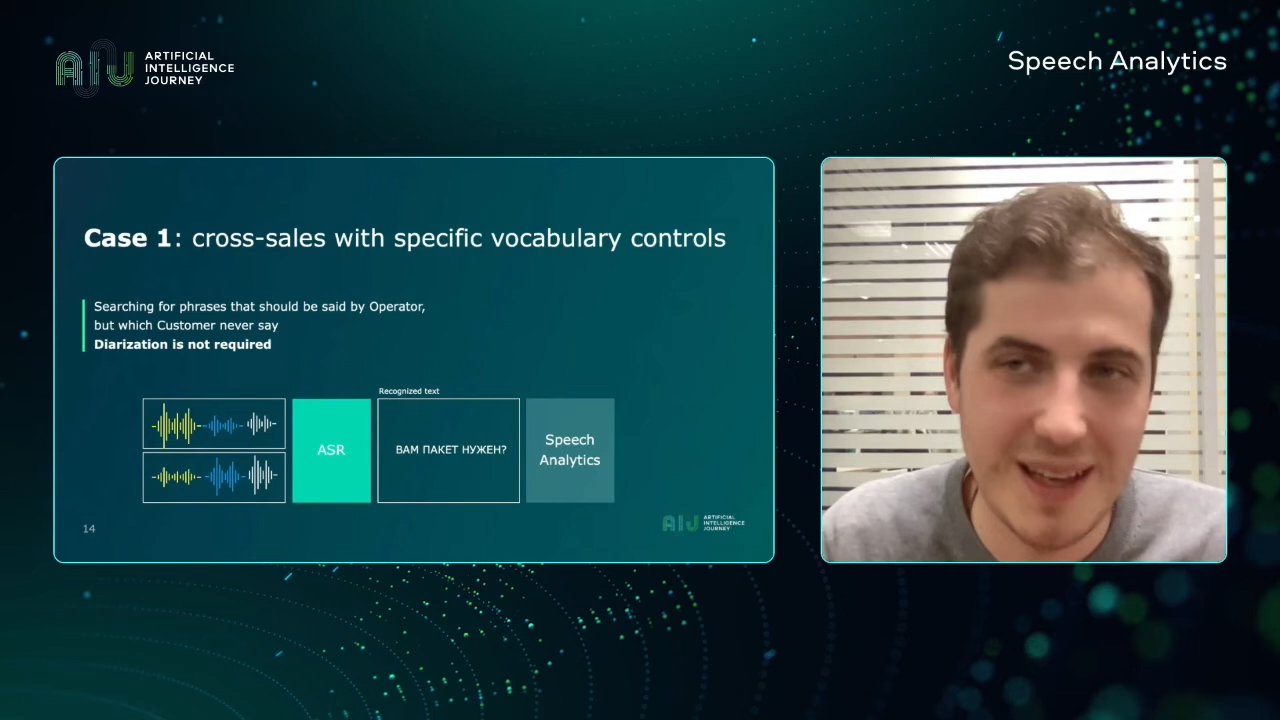 ARTIFICIAL
INTELLIGENCE
JOURNEY
Speech Analytics
Case 1: cross-sales with specific vocabulary controls
Searching for phrases that should be said by Operator,
but which Customer never say
Diarization is not required
Recognized text
ASR
ВАМ ПАКЕТ НУЖЕН?
Speech
Analytics
14
AIJ
ARTIFICIAL
INTELLIGENCE
JOURNEY